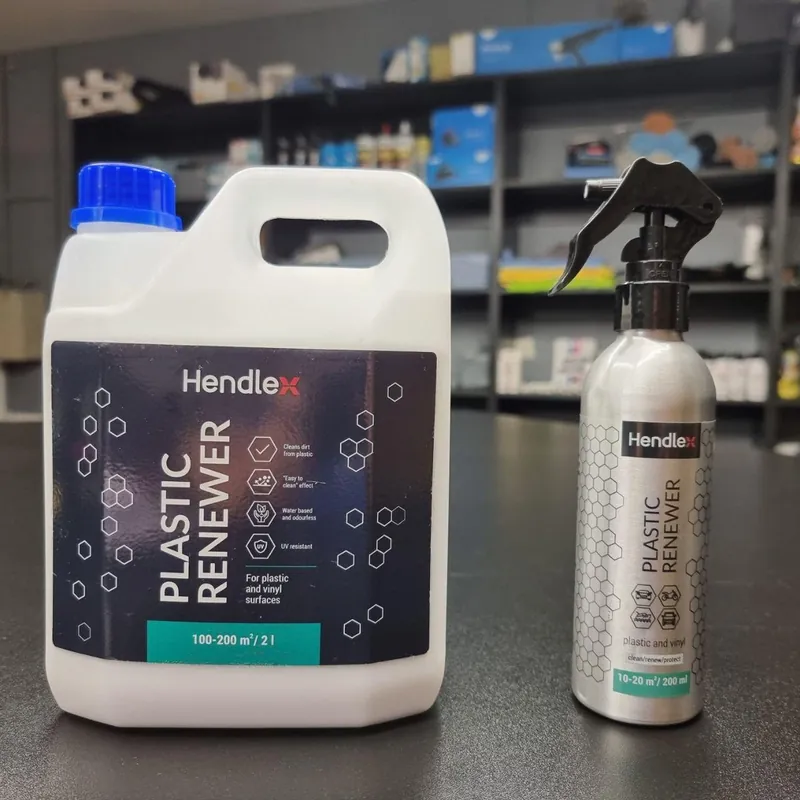 Hendlex
PLASTIC
RENEWER
Cleans dirt
from plastic
"Easy to
clean" effect
Water based
and odourless
UV
UV resistant
For plastic
and vinyl
surfaces
100-200 m²/ 2 l
Hendlex
PLASTIC
RENEWER
plastic and vinyl
clean/renew/protect
10-20 m²/ 200 ml